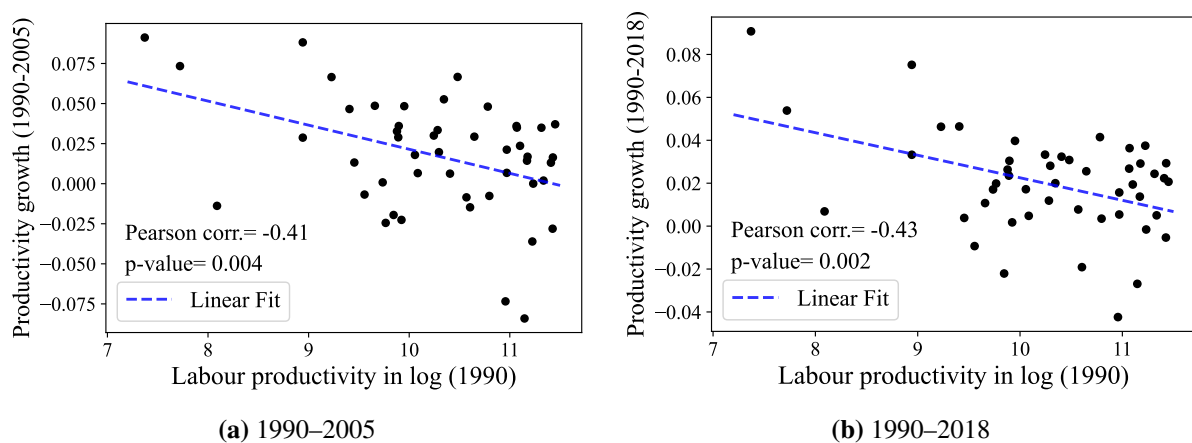 Productivity growth (1990-2005)
0.075
0.050
0.025
0.000
−0.025
−0.050
−0.075
Pearson corr.= -0.41
p-value= 0.004
Linear Fit
7 8 9 10 11
Labour productivity in log (1990)
(a) 1990–2005
Productivity growth (1990-2018)
0.08
0.06
0.04
0.02
0.00
−0.02
−0.04
Pearson corr.= -0.43
p-value= 0.002
Linear Fit
7 8 9 10 11
Labour productivity in log (1990)
(b) 1990–2018